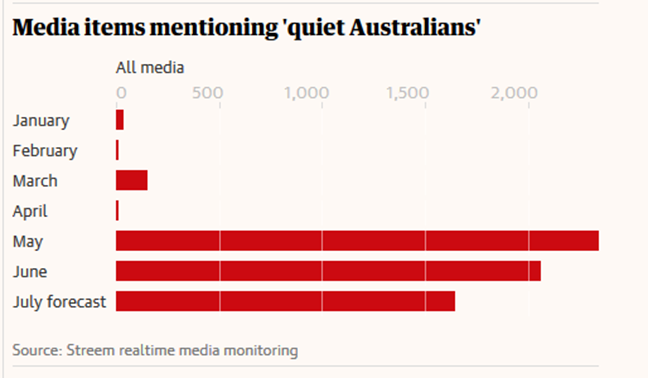 Media items mentioning 'quiet Australians'
All media
0 500 1,000 1,500 2,000
January
February
March
April
May
June
July forecast
Source: Streem realtime media monitoring